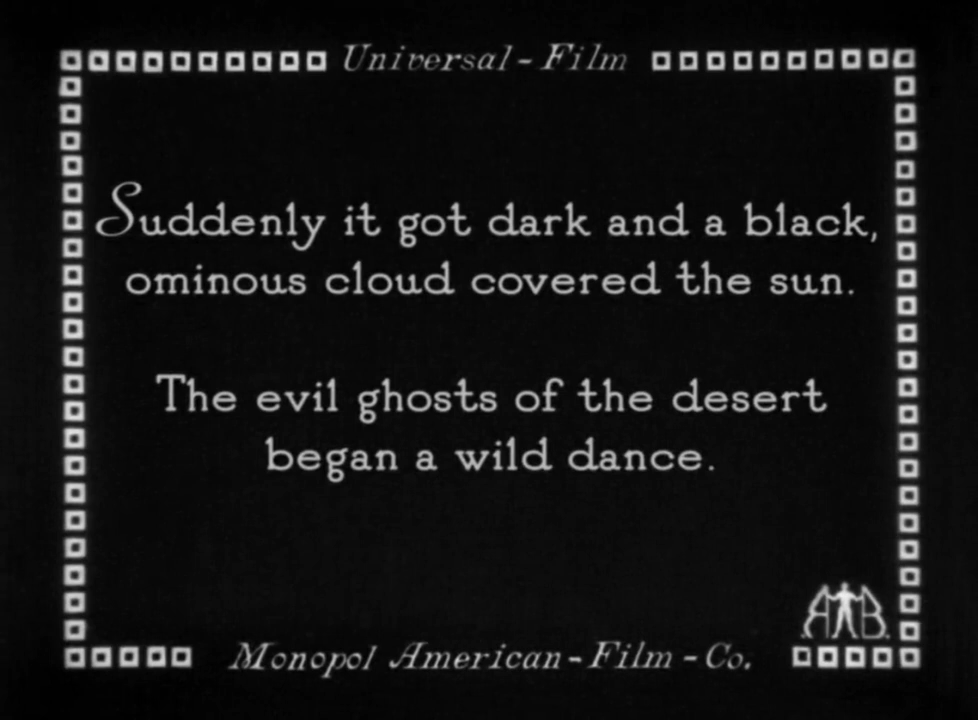 Universal-Film
Suddenly it got dark and a black,
ominous cloud covered the sun.
The evil ghosts of the desert
began a wild dance.
A B.
Monopol American-Film-Co.